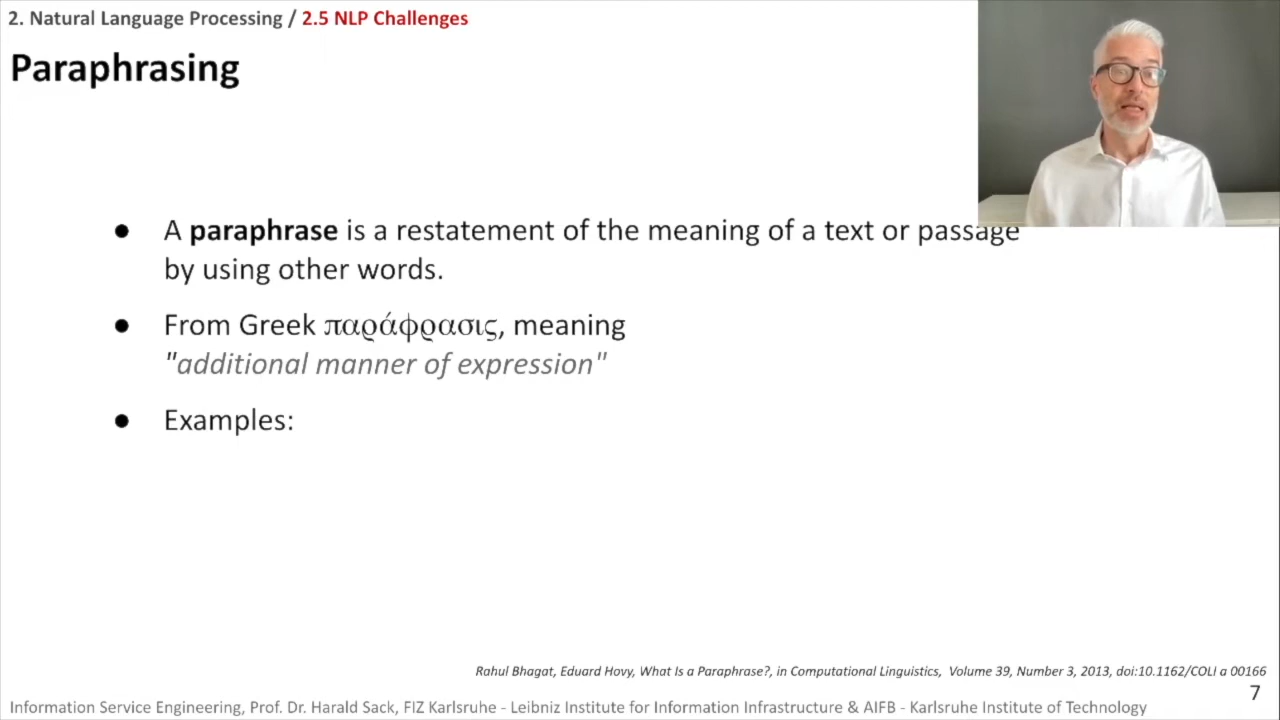 2. Natural Language Processing / 2.5 NLP Challenges
Paraphrasing
● A paraphrase is a restatement of the meaning of a text or passage
by using other words.
● From Greek παράφρασις, meaning
"additional manner of expression"
● Examples:
Rahul Bhagat, Eduard Hovy, What Is a Paraphrase?, in Computational Linguistics, Volume 39, Number 3, 2013, doi:10.1162/COLI a 00166
7
Information Service Engineering, Prof. Dr. Harald Sack, FIZ Karlsruhe - Leibniz Institute for Information Infrastructure & AIFB - Karlsruhe Institute of Technology